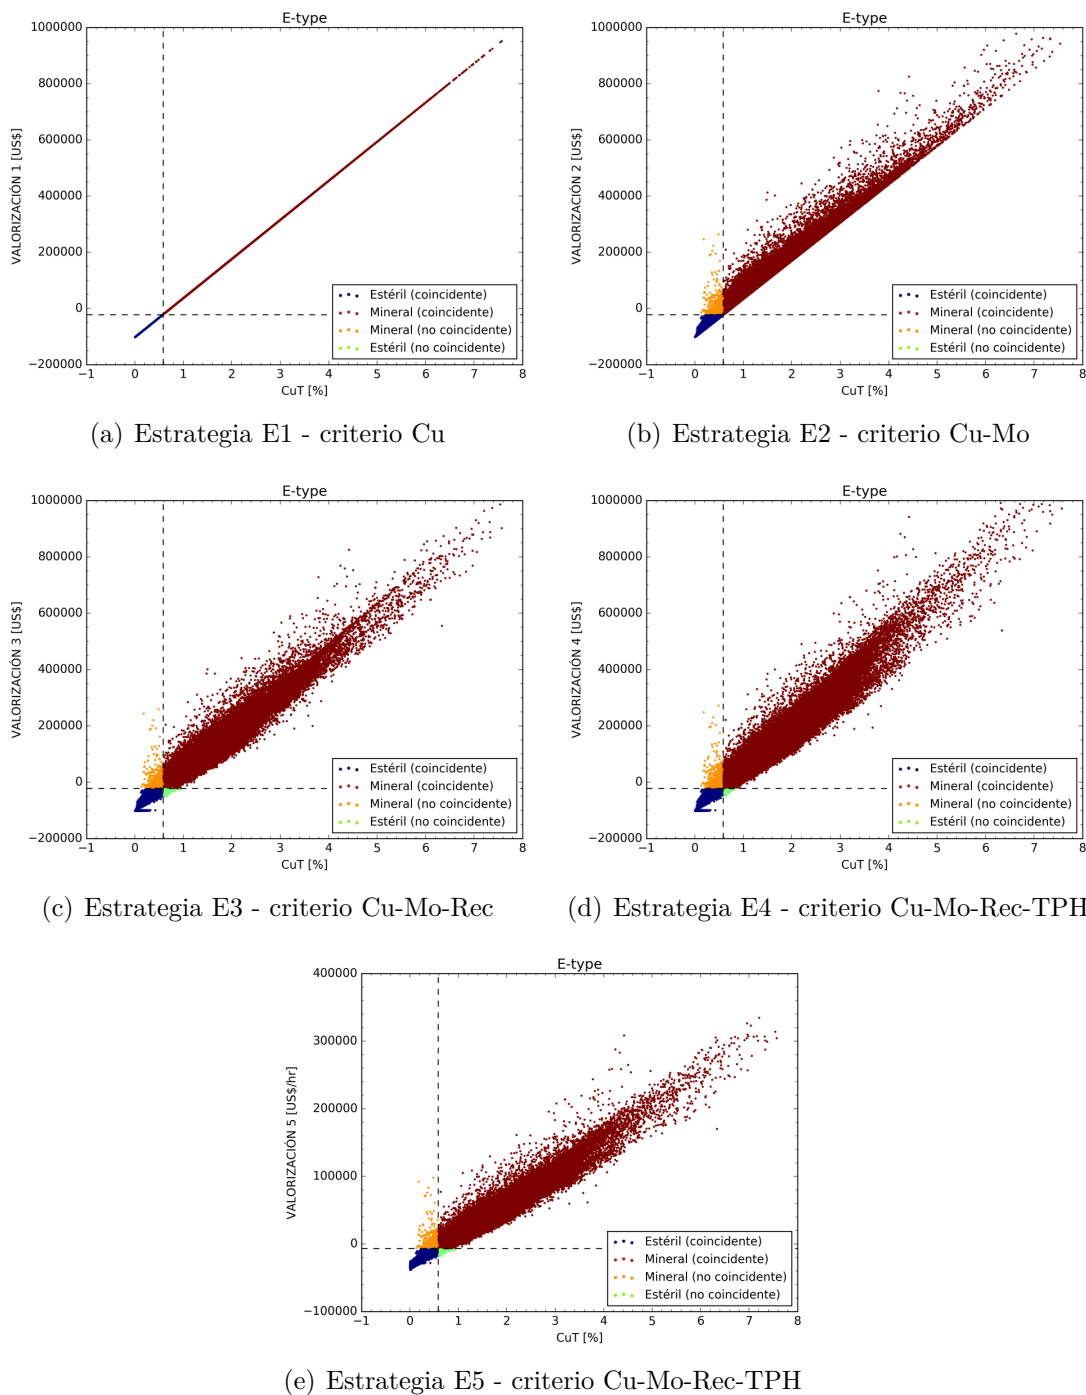 E-type
1000000
800000
600000
400000
200000
0
−200000
VALORIZACIÓN 1 [US$]
Estéril (coincidente)
Mineral (coincidente)
Mineral (no coincidente)
Estéril (no coincidente)
−1 0 1 2 3 4 5 6 7 8
CuT [%]
(a) Estrategia E1 - criterio Cu
E-type
1000000
800000
600000
400000
200000
0
−200000
VALORIZACIÓN 2 [US$]
Estéril (coincidente)
Mineral (coincidente)
Mineral (no coincidente)
Estéril (no coincidente)
−1 0 1 2 3 4 5 6 7 8
CuT [%]
(b) Estrategia E2 - criterio Cu-Mo
E-type
1000000
800000
600000
400000
200000
0
−200000
VALORIZACIÓN 3 [US$]
Estéril (coincidente)
Mineral (coincidente)
Mineral (no coincidente)
Estéril (no coincidente)
−1 0 1 2 3 4 5 6 7 8
CuT [%]
(c) Estrategia E3 - criterio Cu-Mo-Rec
E-type
1000000
800000
600000
400000
200000
0
−200000
VALORIZACIÓN 4 [US$]
Estéril (coincidente)
Mineral (coincidente)
Mineral (no coincidente)
Estéril (no coincidente)
−1 0 1 2 3 4 5 6 7 8
CuT [%]
(d) Estrategia E4 - criterio Cu-Mo-Rec-TPH
E-type
400000
300000
200000
100000
0
−100000
VALORIZACIÓN 5 [US$/hr]
Estéril (coincidente)
Mineral (coincidente)
Mineral (no coincidente)
Estéril (no coincidente)
−1 0 1 2 3 4 5 6 7 8
CuT [%]
(e) Estrategia E5 - criterio Cu-Mo-Rec-TPH